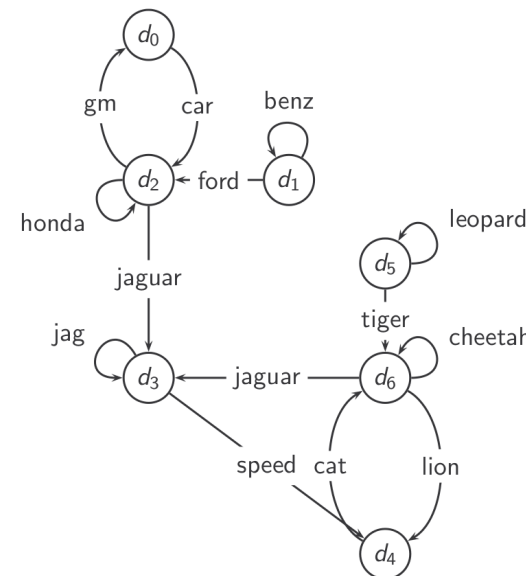 d0
gm car
benz
d2 ford d1
honda
leopard
d5
jaguar
tiger
jag
cheetah
d3 jaguar d6
speed cat lion
d4